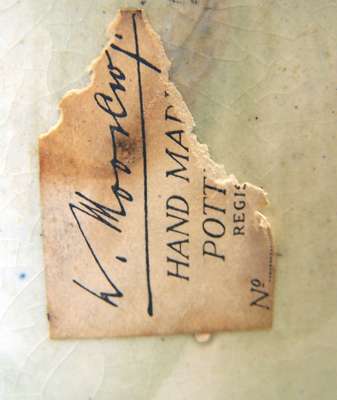 W. Moorcrof
HAND MAD
POTT
REGIS
Nº